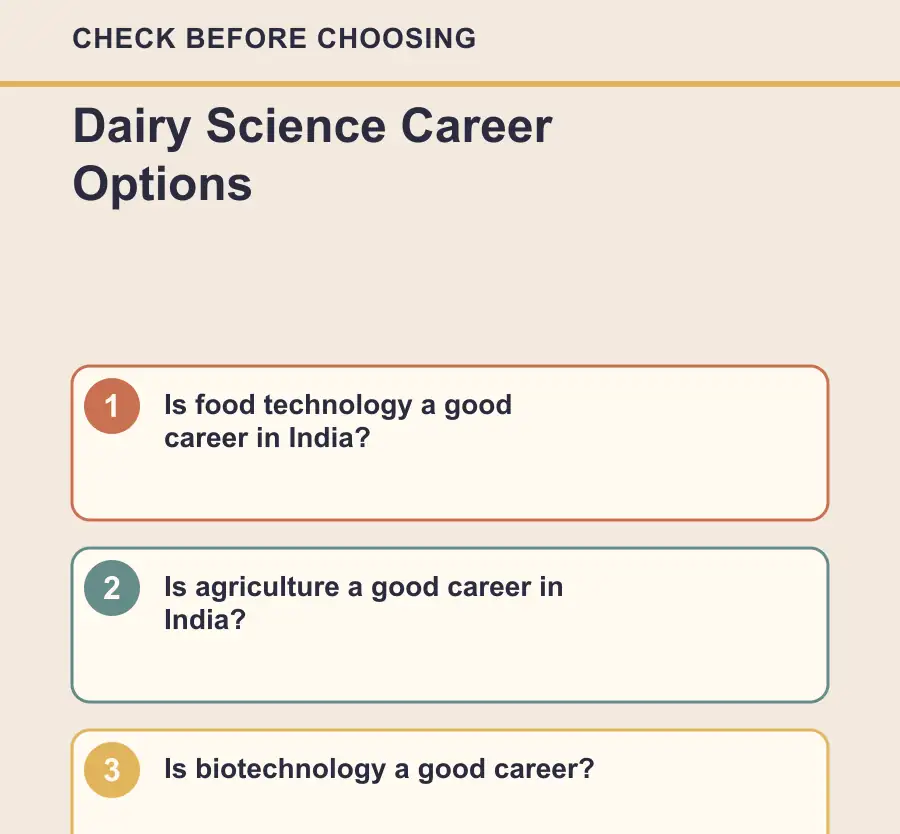 CHECK BEFORE CHOOSING
Dairy Science Career
Options
1
Is food technology a good
career in India?
2
Is agriculture a good career in
India?
3
Is biotechnology a good career?